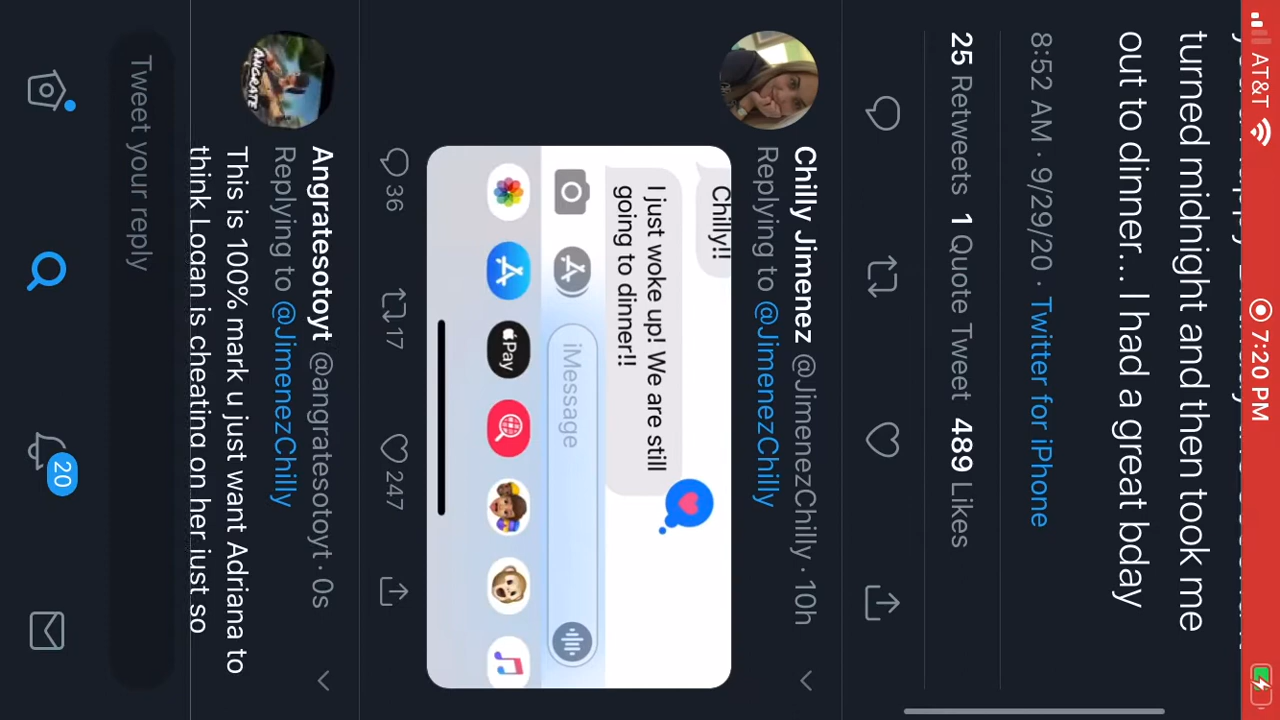 AT&T 7:20 PM
turned midnight and then took me
out to dinner... I had a great bday
8:52 AM · 9/29/20 · Twitter for iPhone
25 Retweets 1 Quote Tweet 489 Likes
Chilly Jimenez @JimenezChilly · 10h
Replying to @JimenezChilly
Chilly!!
I just woke up! We are still
going to dinner!!
iMessage
Pay
36 17 247
Angratesotoyt @angratesotoyt · 0s
Replying to @JimenezChilly
This is 100% mark u just want Adriana to
think Logan is cheating on her just so
ANGRATE
Tweet your reply
20